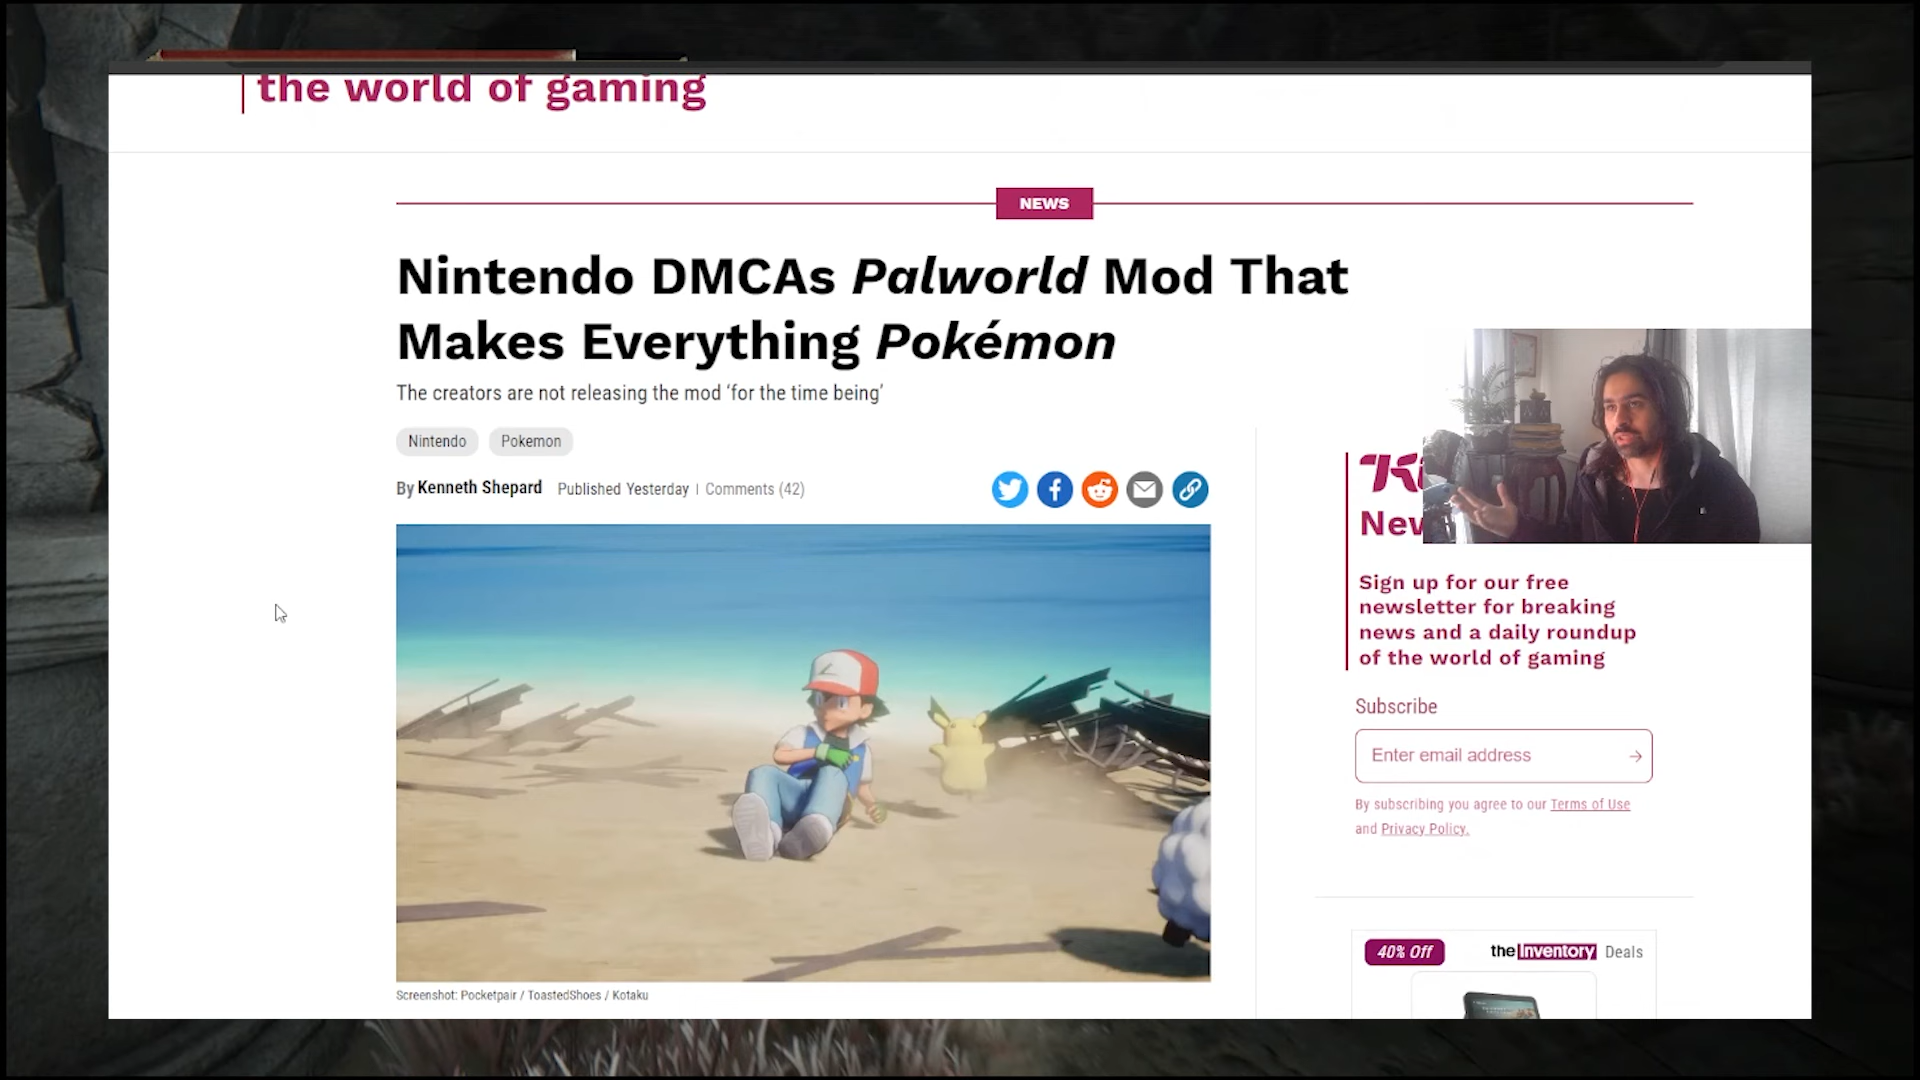 the world of gaming
NEWS
Nintendo DMCAs Palworld Mod That
Makes Everything Pokémon
The creators are not releasing the mod ‘for the time being’
Nintendo
Pokemon
By Kenneth Shepard Published Yesterday | Comments (42)
Screenshot: Pocketpair / ToastedShoes / Kotaku
Sign up for our free
newsletter for breaking
news and a daily roundup
of the world of gaming
Subscribe
Enter email address
By subscribing you agree to our Terms of Use
and Privacy Policy.
40% Off
the Inventory Deals